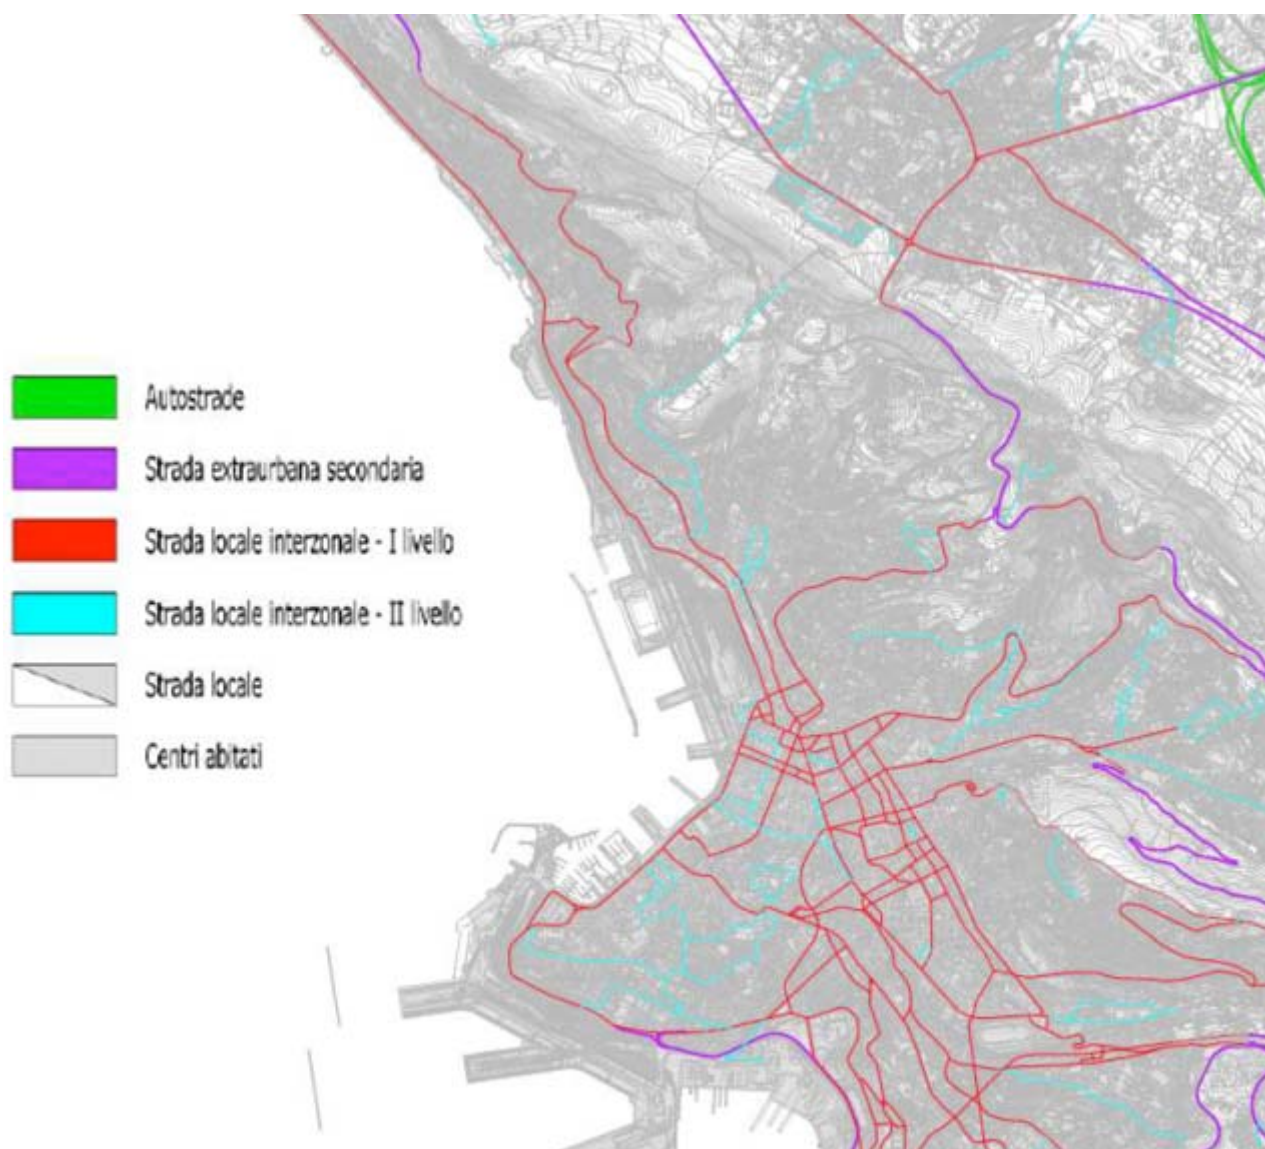 Autostrade
Strada extraurbana secondaria
Strada locale interzonale - I livello
Strada locale interzonale - II livello
Strada locale
Centri abitati